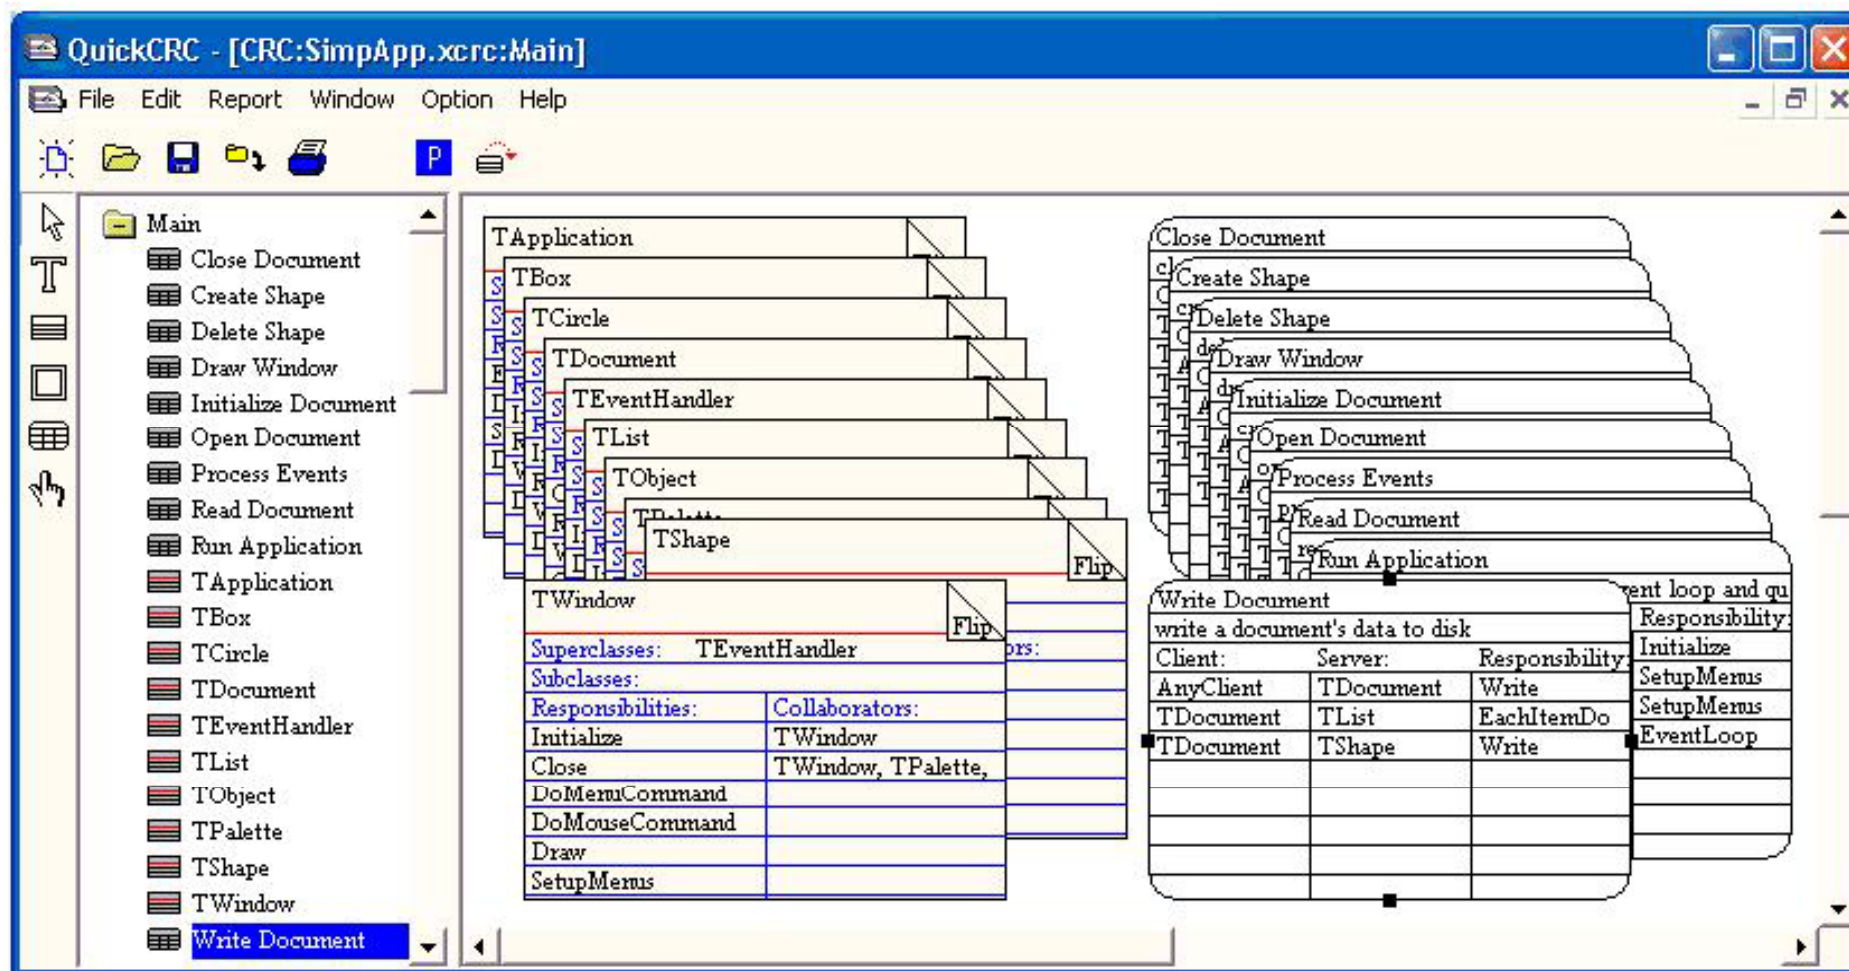 QuickCRC - [CRC:SimpApp.xcrc:Main]
File Edit Report Window Option Help
P
Main
Close Document
Create Shape
Delete Shape
Draw Window
Initialize Document
Open Document
Process Events
Read Document
Run Application
TApplication
TBox
TCircle
TDocument
TEventHandler
TList
TObject
TPalette
TShape
TWindow
Write Document
TApplication
TBox
TCircle
TDocument
TEventHandler
TList
TObject
TPalette
TShape
Flip
TWindow
Flip
Superclasses: TEventHandler
Subclasses:
Responsibilities: Collaborators:
Initialize TWindow
Close TWindow, TPalette,
DoMenuCommand
DoMouseCommand
Draw
SetupMenus
Close Document
Create Shape
Delete Shape
Draw Window
Initialize Document
Open Document
Process Events
Read Document
Run Application
Write Document
write a document's data to disk
Client: Server: Responsibility:
AnyClient TDocument Write
TDocument TList EachItemDo
TDocument TShape Write
loop and qu
Responsibility:
Initialize
SetupMenus
SetupMenus
EventLoop